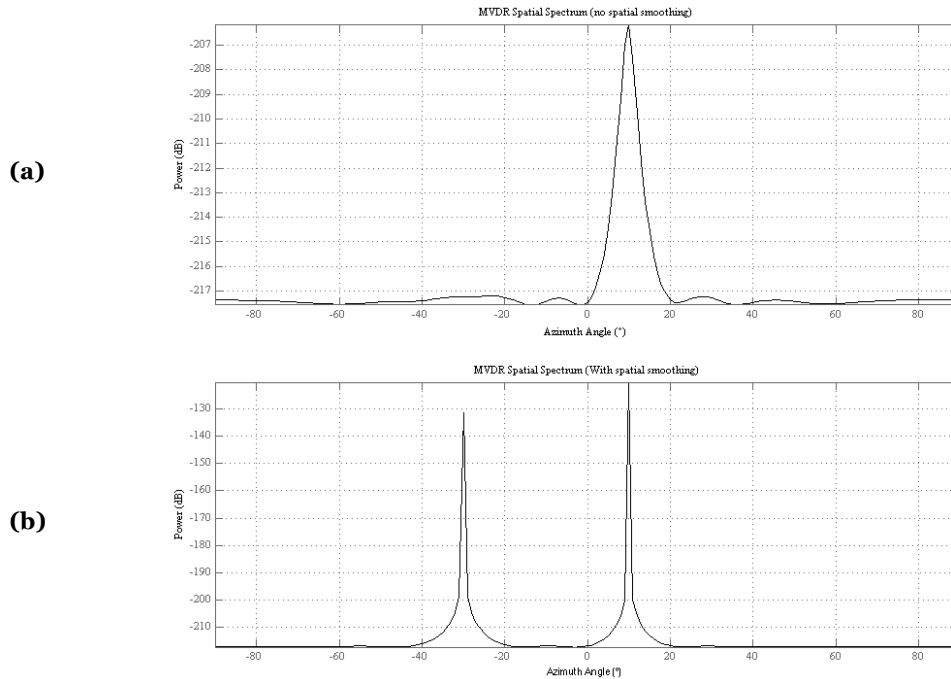 MVDR Spatial Spectrum (no spatial smoothing)
(a)
Power (dB)
-207
-208
-209
-210
-211
-212
-213
-214
-215
-216
-217
-80 -60 -40 -20 0 20 40 60 80
Azimuth Angle (°)
MVDR Spatial Spectrum (With spatial smoothing)
(b)
Power (dB)
-130
-140
-150
-160
-170
-180
-190
-200
-210
-80 -60 -40 -20 0 20 40 60 80
Azimuth Angle (°)